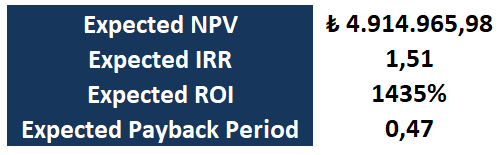 Expected NPV ₺ 4.914.965,98
Expected IRR 1,51
Expected ROI 1435%
Expected Payback Period 0,47